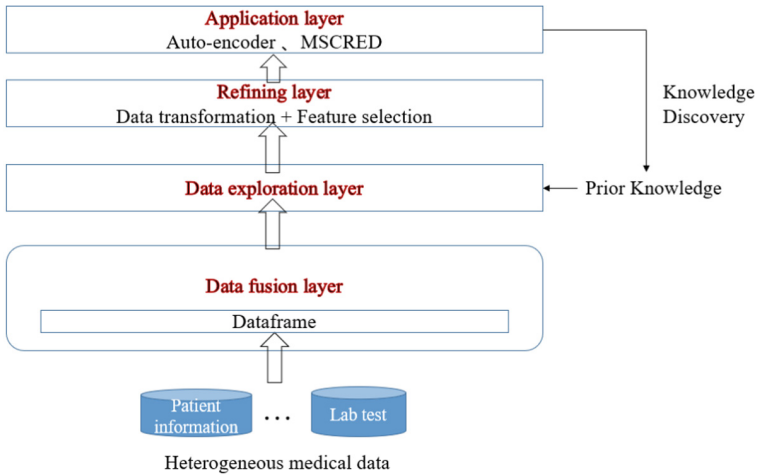 Application layer
Auto-encoder 、 MSCRED
Refining layer
Data transformation + Feature selection
Knowledge
Discovery
Data exploration layer
Prior Knowledge
Data fusion layer
Dataframe
Patient
information
...
Lab test
Heterogeneous medical data